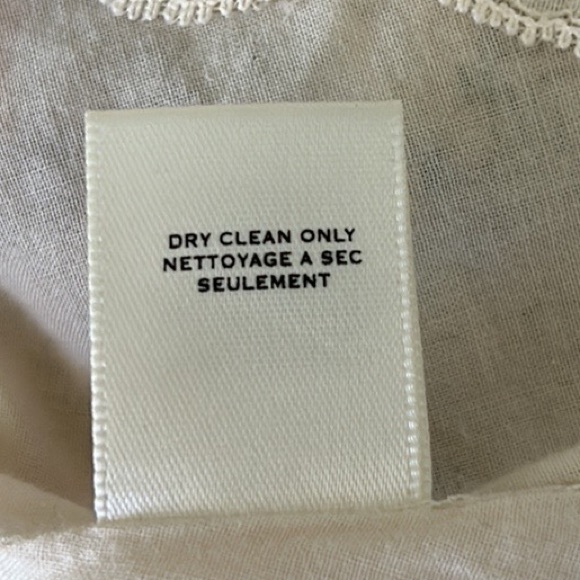 DRY CLEAN ONLY
NETTOYAGE A SEC
SEULEMENT